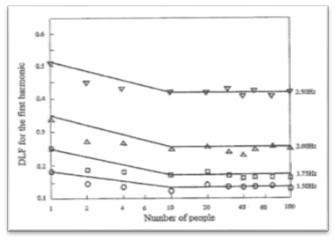 0.6
0.5
0.4
0.3
0.2
0.1
DLF for the first harmonic
2.50Hz
2.00Hz
1.75Hz
1.50Hz
1 2 4 6 10 20 40 60 100
Number of people